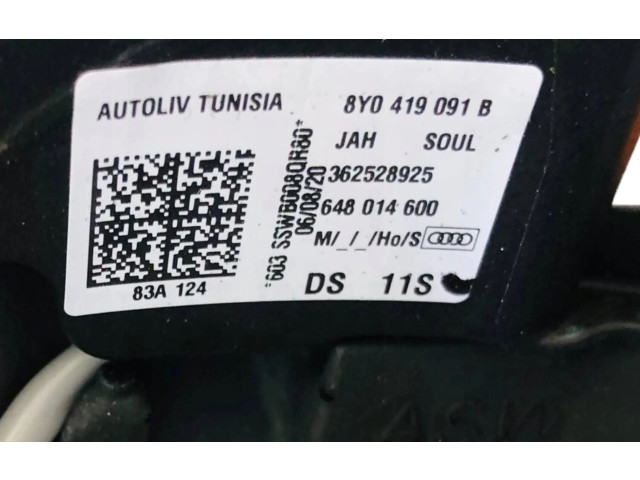 AUTOLIV TUNISIA
8Y0 419 091 B
JAH SOUL
362528925
648 014 600
M/_/_/Ho/S
DS 11S
83A 124
*603 SSWB008QIR80*
06/08/20